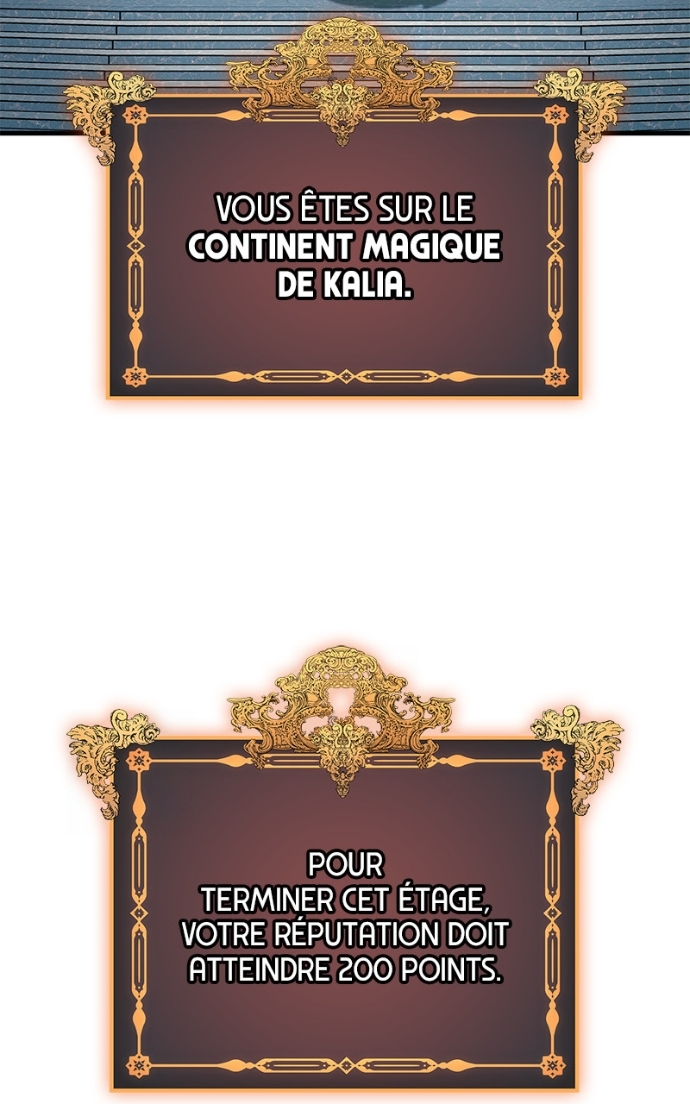 VOUS ÊTES SUR LE
CONTINENT MAGIQUE
DE KALIA.
POUR
TERMINER CET ÉTAGE,
VOTRE RÉPUTATION DOIT
ATTEINDRE 200 POINTS.